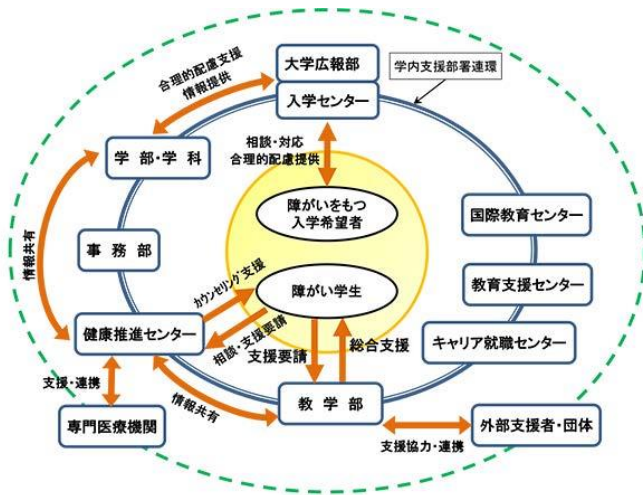 大学広報部
入学センター
学内支援部署連環
合理的配慮支援
情報提供
学部・学科
相談・対応
合理的配慮提供
障がいをもつ
入学希望者
国際教育センター
情報共有
事務部
カウンセリング支援
障がい学生
教育支援センター
健康推進センター
相談・支援要請
支援要請
総合支援
キャリア就職センター
支援・連携
情報共有
教学部
専門医療機関
支援協力・連携
外部支援者・団体